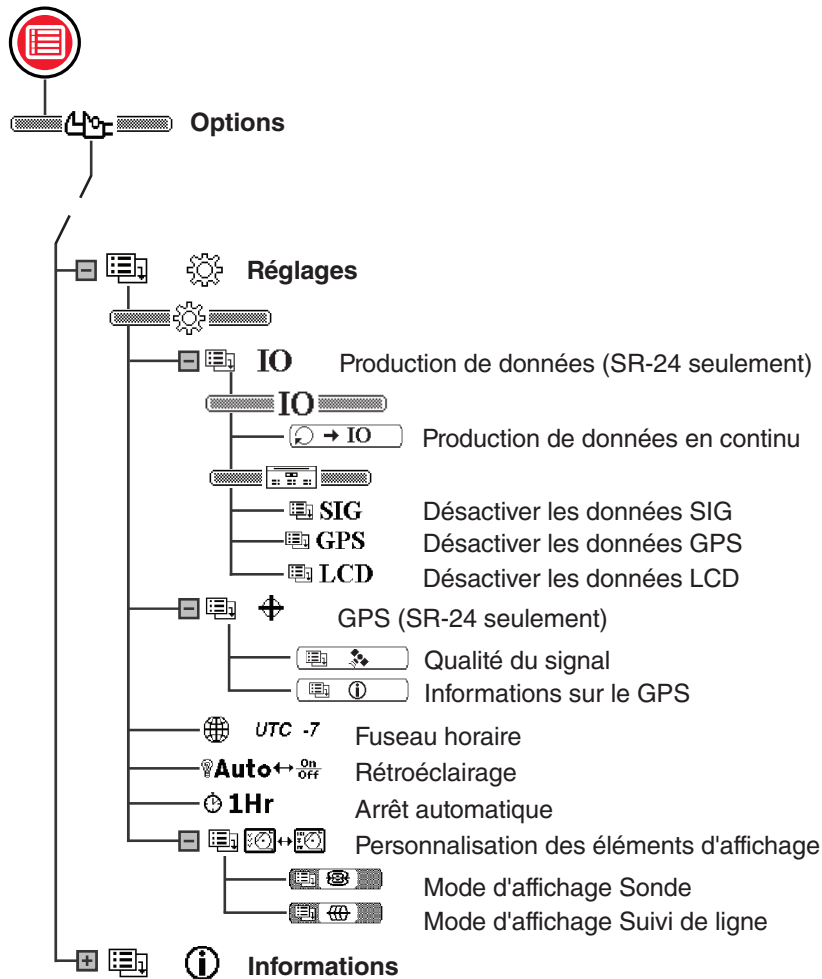 Options
Réglages
IO Production de données (SR-24 seulement)
IO
→ IO Production de données en continu
SIG Désactiver les données SIG
GPS Désactiver les données GPS
LCD Désactiver les données LCD
GPS (SR-24 seulement)
Qualité du signal
Informations sur le GPS
UTC -7 Fuseau horaire
Auto↔On/Off Rétroéclairage
1Hr Arrêt automatique
Personnalisation des éléments d'affichage
Mode d'affichage Sonde
Mode d'affichage Suivi de ligne
Informations